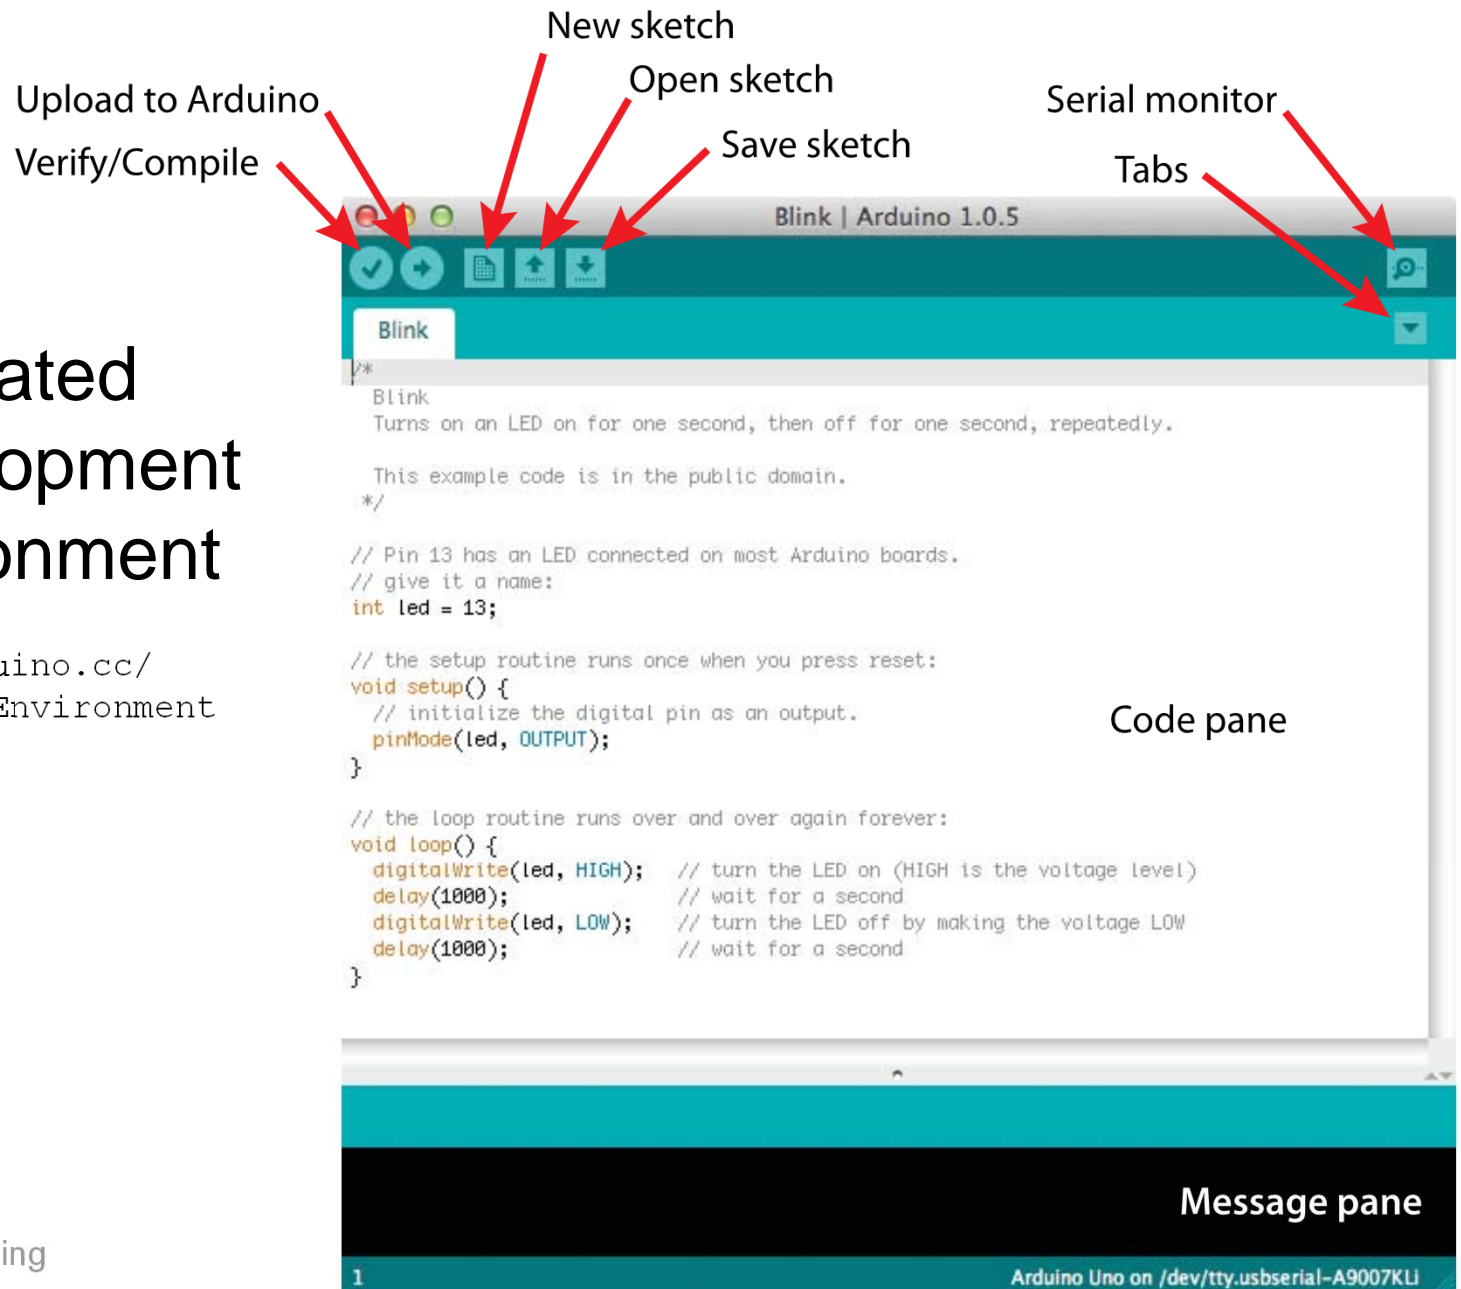 New sketch
Open sketch
Upload to Arduino
Serial monitor
Save sketch
Verify/Compile
Tabs
Blink | Arduino 1.0.5
Blink
ated
opment
onment
uino.cc/
Environment
/*
Blink
Turns on an LED on for one second, then off for one second, repeatedly.
This example code is in the public domain.
*/
// Pin 13 has an LED connected on most Arduino boards.
// give it a name:
int led = 13;
// the setup routine runs once when you press reset:
void setup() {
// initialize the digital pin as an output.
pinMode(led, OUTPUT);
}
// the loop routine runs over and over again forever:
void loop() {
digitalWrite(led, HIGH);   // turn the LED on (HIGH is the voltage level)
delay(1000);               // wait for a second
digitalWrite(led, LOW);    // turn the LED off by making the voltage LOW
delay(1000);               // wait for a second
}
Code pane
Message pane
ing
1
Arduino Uno on /dev/tty.usbserial-A9007KLi